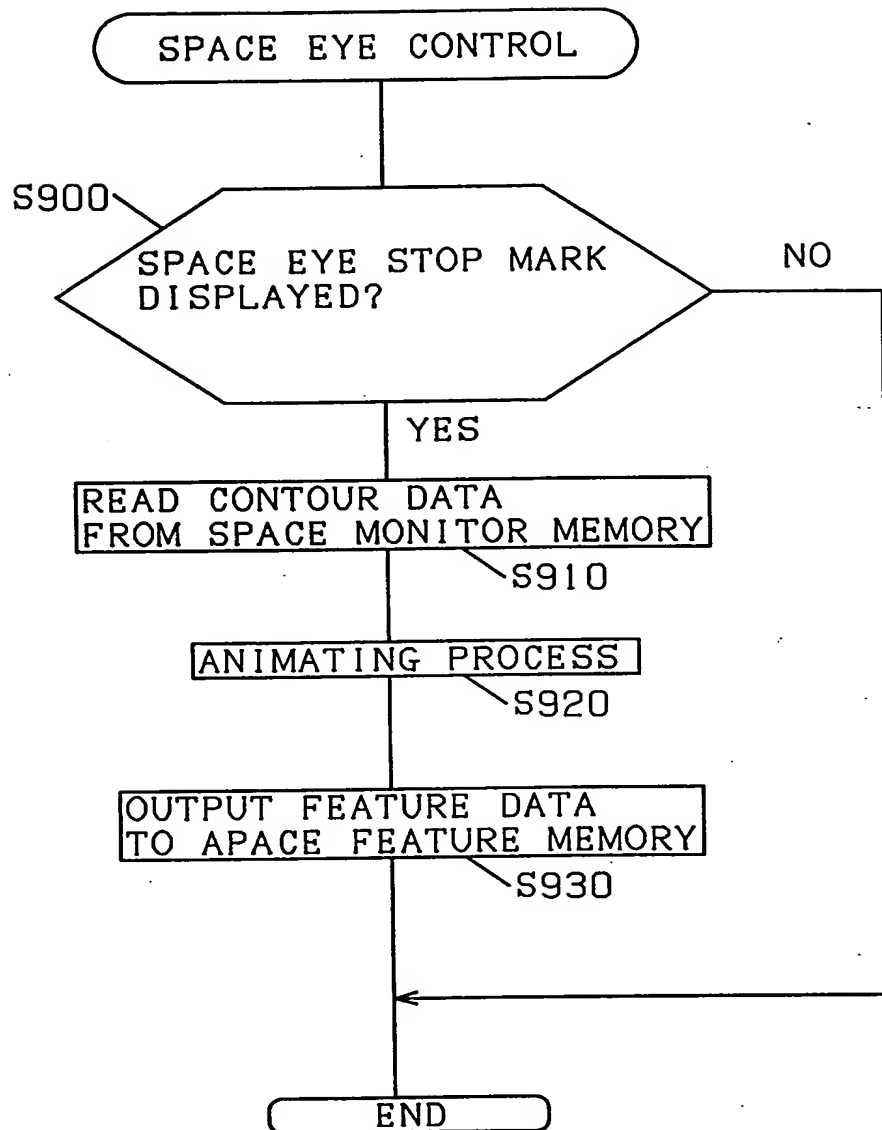 SPACE EYE CONTROL
S900
SPACE EYE STOP MARK
DISPLAYED?
NO
YES
READ CONTOUR DATA
FROM SPACE MONITOR MEMORY
S910
ANIMATING PROCESS
S920
OUTPUT FEATURE DATA
TO APACE FEATURE MEMORY
S930
END